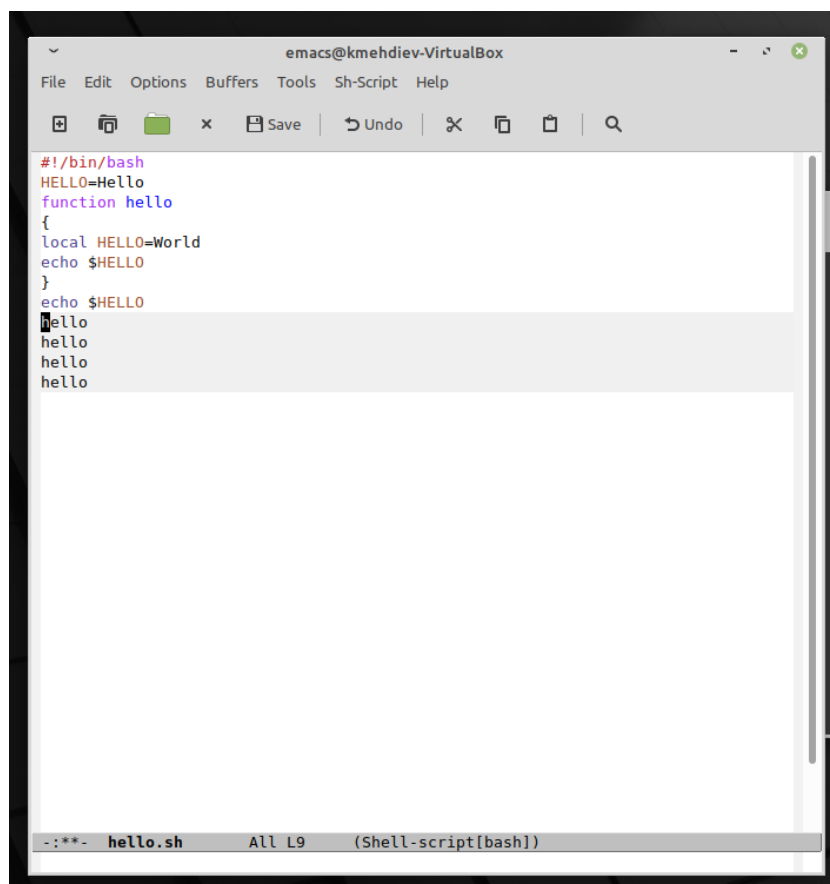 emacs@kmehdiev-VirtualBox
File Edit Options Buffers Tools Sh-Script Help
Save Undo
#!/bin/bash
HELLO=Hello
function hello
{
local HELLO=World
echo $HELLO
}
echo $HELLO
hello
hello
hello
hello
-:**- hello.sh All L9 (Shell-script[bash])